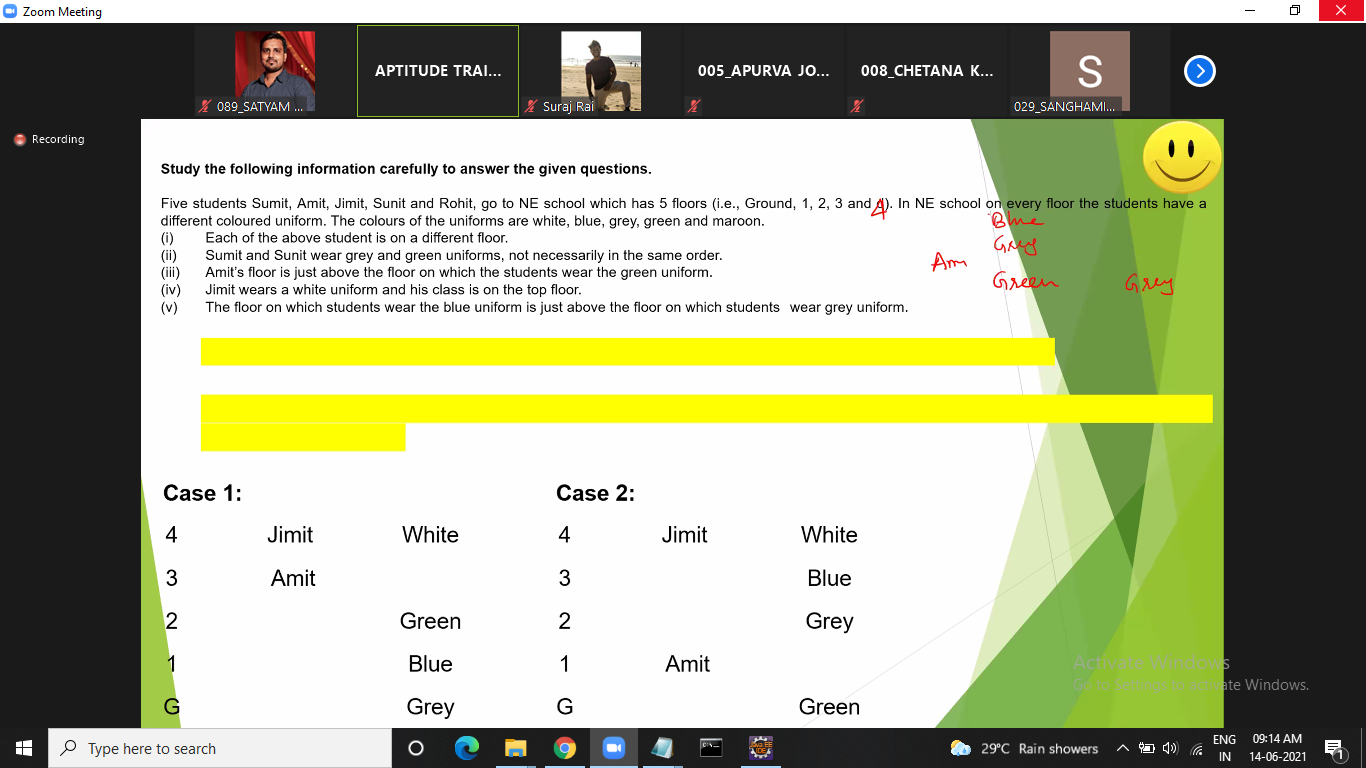 Zoom Meeting
APTITUDE TRAI...
005_APURVA JO...
008_CHETANA K...
S
089_SATYAM ...
Suraj Rai
029_SANGHAMI...
Recording
Study the following information carefully to answer the given questions.
Five students Sumit, Amit, Jimit, Sunit and Rohit, go to NE school which has 5 floors (i.e., Ground, 1, 2, 3 and 4). In NE school on every floor the students have a
different coloured uniform. The colours of the uniforms are white, blue, grey, green and maroon.
(i) Each of the above student is on a different floor.
(ii) Sumit and Sunit wear grey and green uniforms, not necessarily in the same order.
(iii) Amit's floor is just above the floor on which the students wear the green uniform.
(iv) Jimit wears a white uniform and his class is on the top floor.
(v) The floor on which students wear the blue uniform is just above the floor on which students wear grey uniform.
4
Blue
Grey
Am
Green Grey
Case 1: Case 2:
4 Jimit White 4 Jimit White
3 Amit 3 Blue
2 Green 2 Grey
1 Blue 1 Amit
G Grey G Green
Activate Windows
Go to Settings to activate Windows.
Type here to search
29°C Rain showers
ENG
IN
09:14 AM
14-06-2021
1